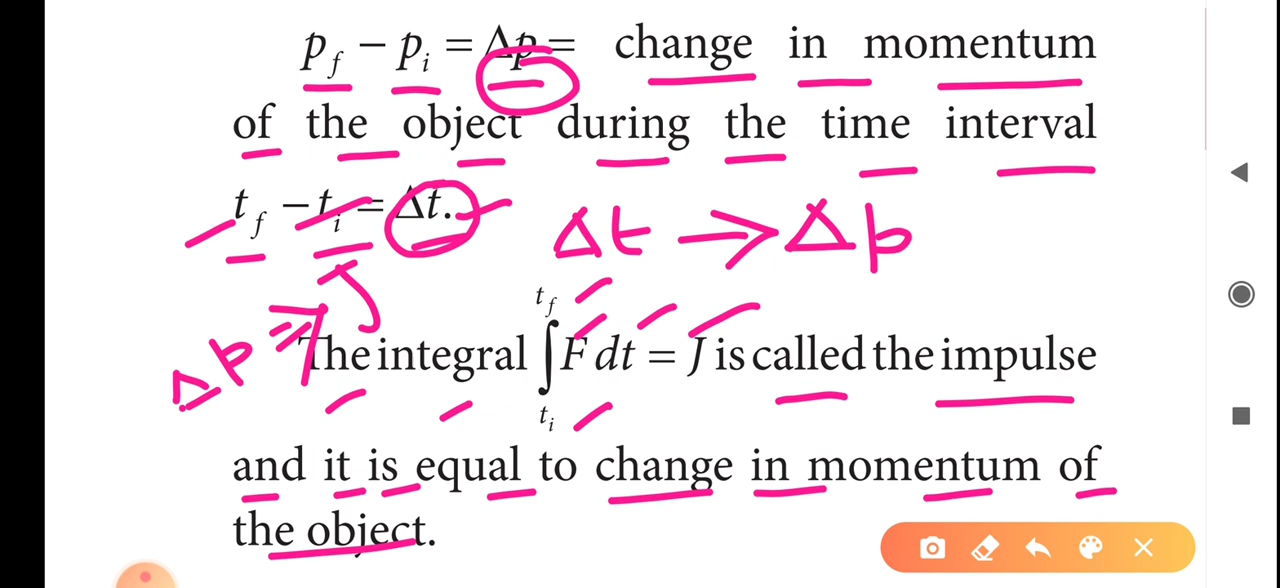 p_f − p_i = Δp = change in momentum
of the object during the time interval
t_f − t_i = Δt.
Δt → Δp
J
Δp ⇒
The integral ∫_{t_i}^{t_f} F dt = J is called the impulse
and it is equal to change in momentum of
the object.